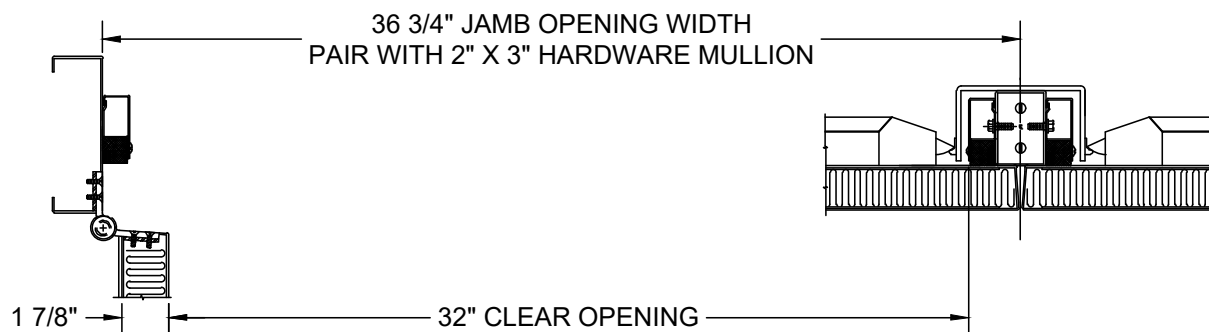 36 3/4" JAMB OPENING WIDTH
PAIR WITH 2" X 3" HARDWARE MULLION
1 7/8"
32" CLEAR OPENING